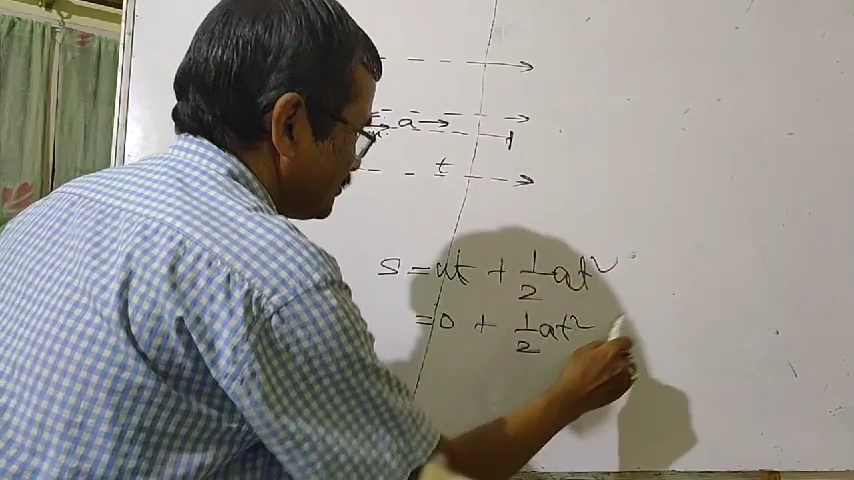 a
t
S = ut + 1/2 at²
= 0 + 1/2 at²